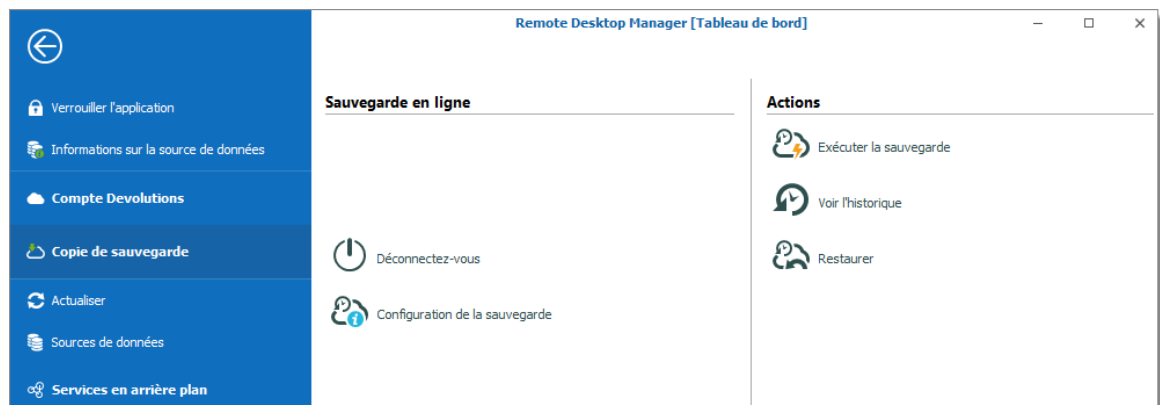 Remote Desktop Manager [Tableau de bord]
Verrouiller l'application
Informations sur la source de données
Compte Devolutions
Copie de sauvegarde
Actualiser
Sources de données
Services en arrière plan
Sauvegarde en ligne
Déconnectez-vous
Configuration de la sauvegarde
Actions
Exécuter la sauvegarde
Voir l'historique
Restaurer